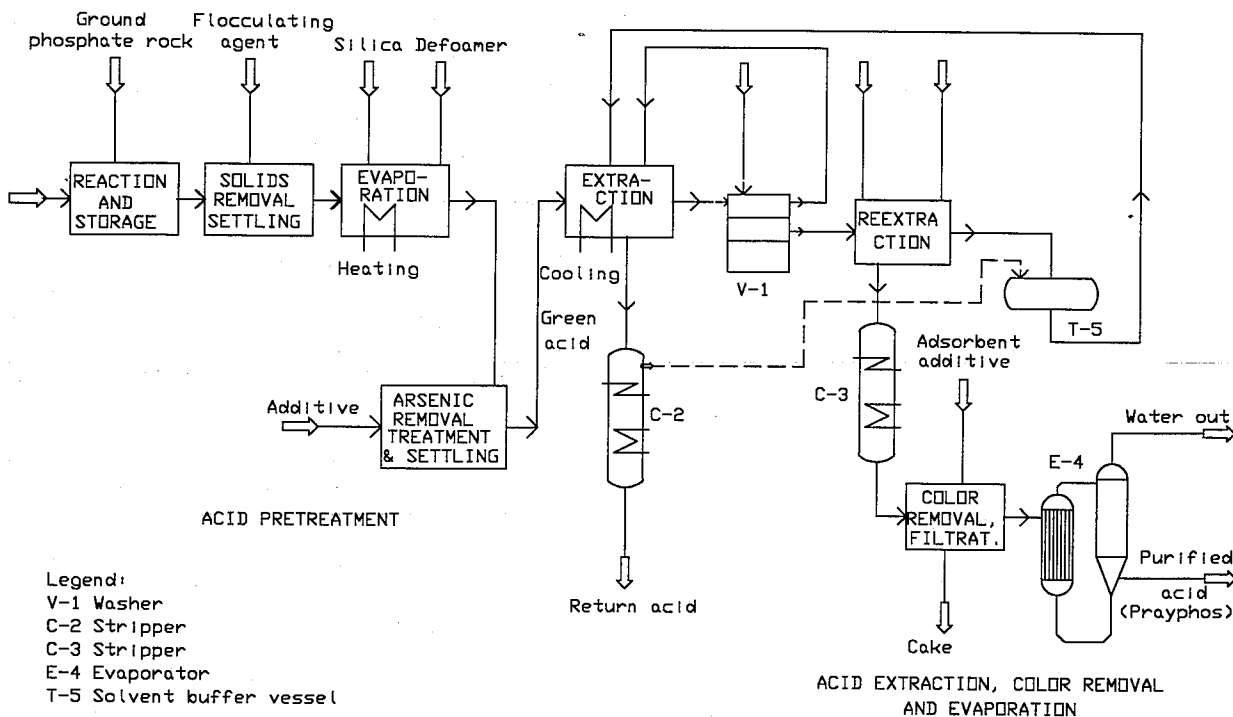 Ground
phosphate rock
Flocculating
agent
Silica Defoamer
REACTION
AND
STORAGE
SOLIDS
REMOVAL
SETTLING
EVAPO-
RATION
Heating
EXTRA-
CTION
Cooling
V-1
REEXTRA
CTION
T-5
Green
acid
Additive
ARSENIC
REMOVAL
TREATMENT
& SETTLING
C-2
C-3
Adsorbent
additive
COLOR
REMOVAL,
FILTRAT.
E-4
Water out
Purified
acid
(Prayphos)
Return acid
Cake
ACID PRETREATMENT
Legend:
V-1 Washer
C-2 Stripper
C-3 Stripper
E-4 Evaporator
T-5 Solvent buffer vessel
ACID EXTRACTION, COLOR REMOVAL
AND EVAPORATION